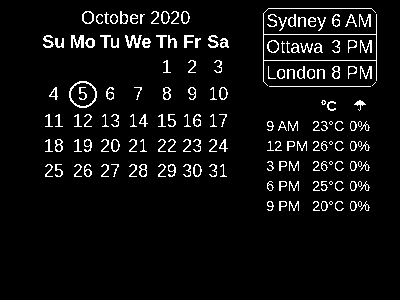 October 2020
Su Mo Tu We Th Fr Sa
1 2 3
4 5 6 7 8 9 10
11 12 13 14 15 16 17
18 19 20 21 22 23 24
25 26 27 28 29 30 31
Sydney 6 AM
Ottawa 3 PM
London 8 PM
°C ☂
9 AM 23°C 0%
12 PM 26°C 0%
3 PM 26°C 0%
6 PM 25°C 0%
9 PM 20°C 0%